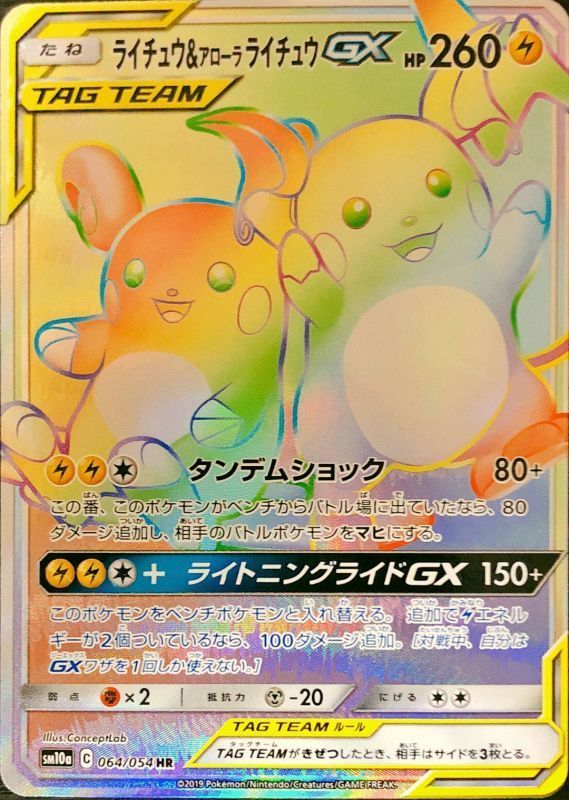 たね ライチュウ&アローラライチュウGX HP260
TAG TEAM
タンデムショック 80+
この番、このポケモンがベンチからバトル場に出ていたなら、80
ダメージ追加し、相手のバトルポケモンをマヒにする。
+ ライトニングライドGX 150+
このポケモンをベンチポケモンと入れ替える。追加でエネル
ギーが2個ついているなら、100ダメージ追加。[対戦中、自分は
GXワザを1回しか使えない。]
弱点 ×2 抵抗力 -20 にげる
Illus.ConceptLab
TAG TEAM ルール
sm10a C 064/054 HR
TAG TEAMがきぜつしたとき、相手はサイドを3枚とる。
©2019 Pokémon/Nintendo/Creatures/GAME FREAK.